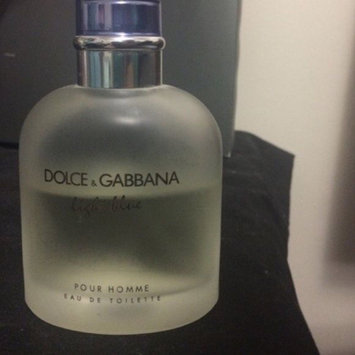 DOLCE & GABBANA
light blue
POUR HOMME
EAU DE TOILETTE